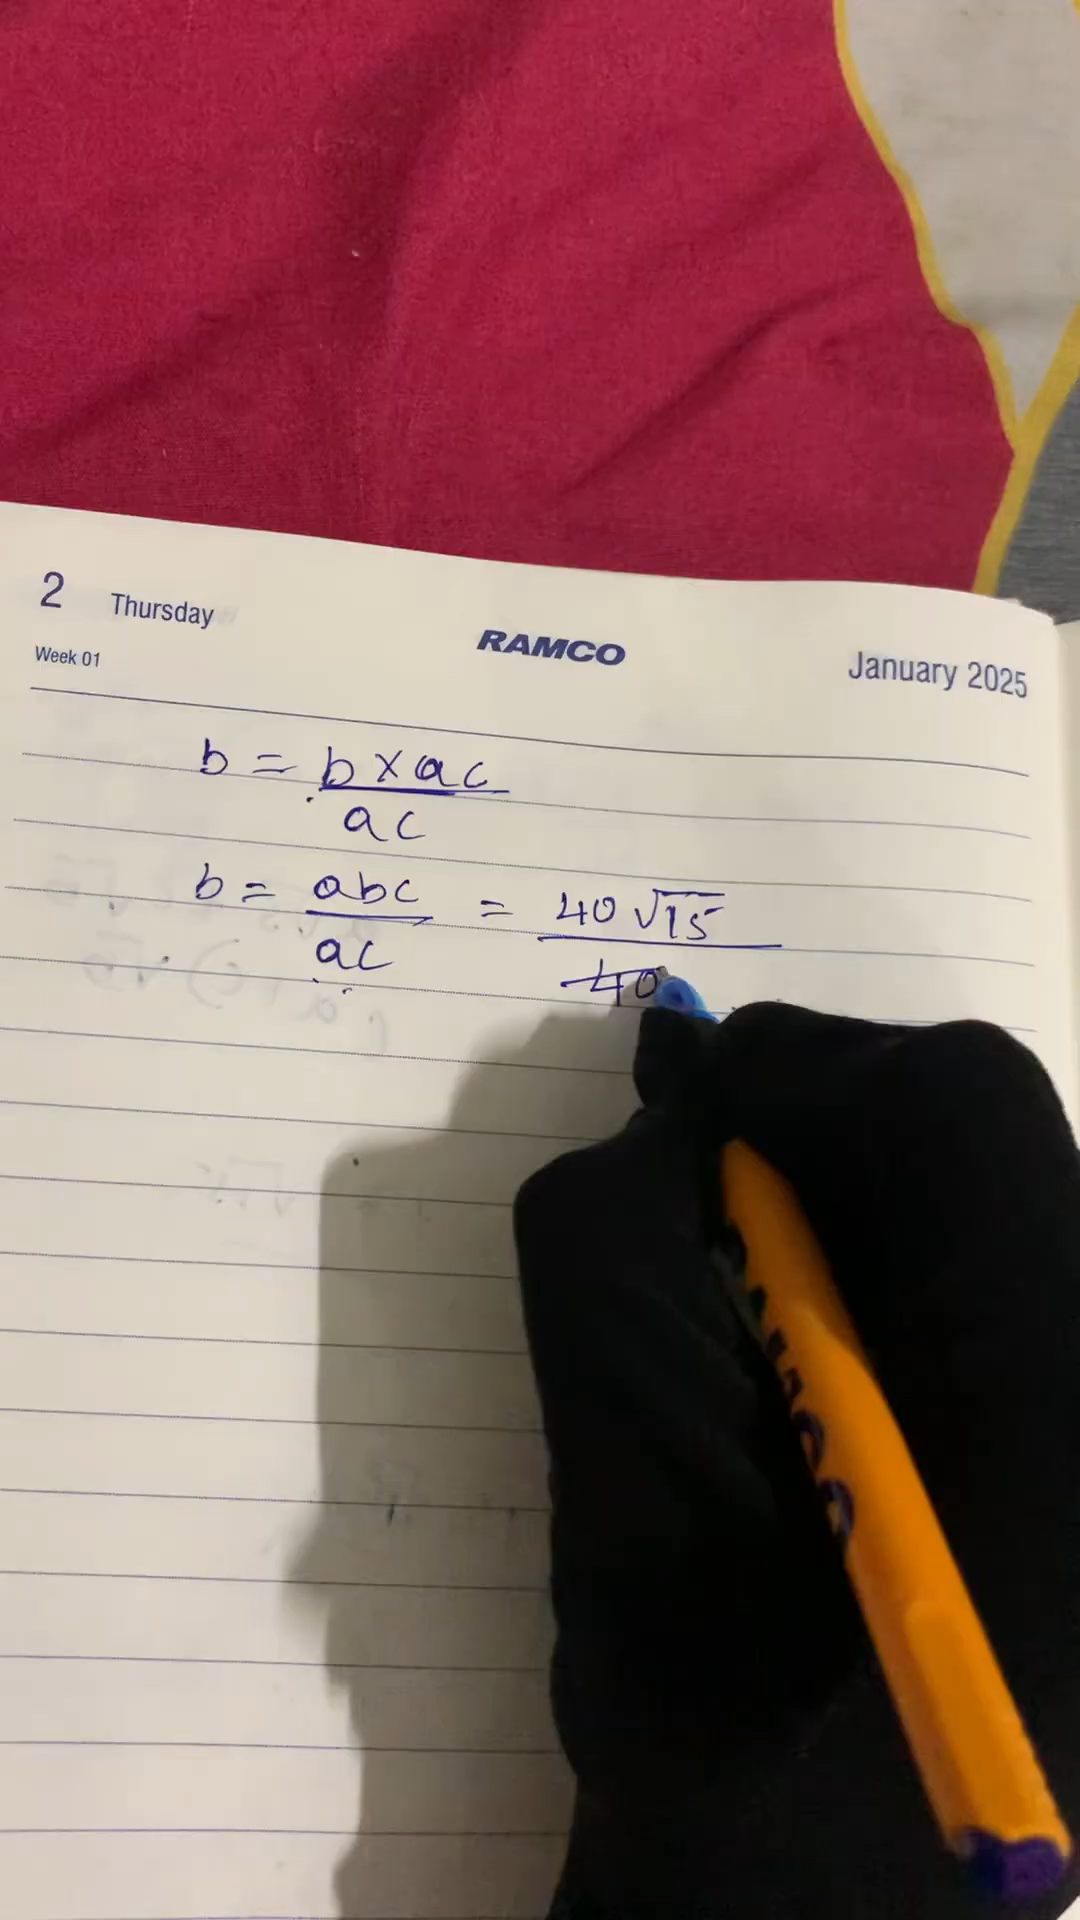 2 Thursday RAMCO January 2025
Week 01
b = b × ac
ac
b = abc = 40 √15
ac 40